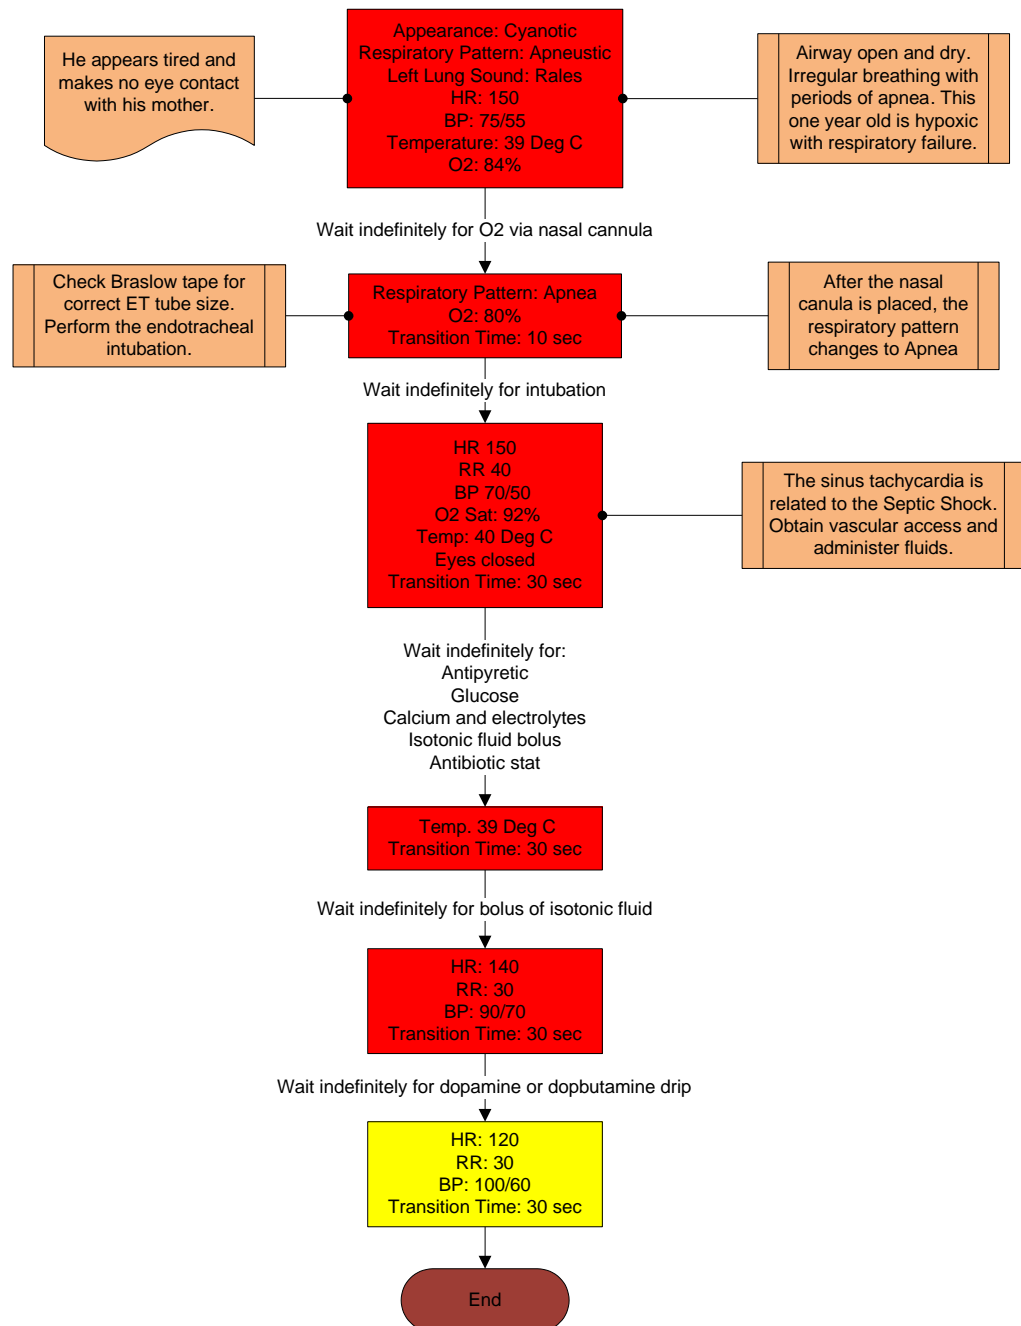 He appears tired and
makes no eye contact
with his mother.
Appearance: Cyanotic
Respiratory Pattern: Apneustic
Left Lung Sound: Rales
HR: 150
BP: 75/55
Temperature: 39 Deg C
O2: 84%
Airway open and dry.
Irregular breathing with
periods of apnea. This
one year old is hypoxic
with respiratory failure.
Wait indefinitely for O2 via nasal cannula
Check Braslow tape for
correct ET tube size.
Perform the endotracheal
intubation.
Respiratory Pattern: Apnea
O2: 80%
Transition Time: 10 sec
After the nasal
canula is placed, the
respiratory pattern
changes to Apnea
Wait indefinitely for intubation
HR 150
RR 40
BP 70/50
O2 Sat: 92%
Temp: 40 Deg C
Eyes closed
Transition Time: 30 sec
The sinus tachycardia is
related to the Septic Shock.
Obtain vascular access and
administer fluids.
Wait indefinitely for:
Antipyretic
Glucose
Calcium and electrolytes
Isotonic fluid bolus
Antibiotic stat
Temp. 39 Deg C
Transition Time: 30 sec
Wait indefinitely for bolus of isotonic fluid
HR: 140
RR: 30
BP: 90/70
Transition Time: 30 sec
Wait indefinitely for dopamine or dopbutamine drip
HR: 120
RR: 30
BP: 100/60
Transition Time: 30 sec
End